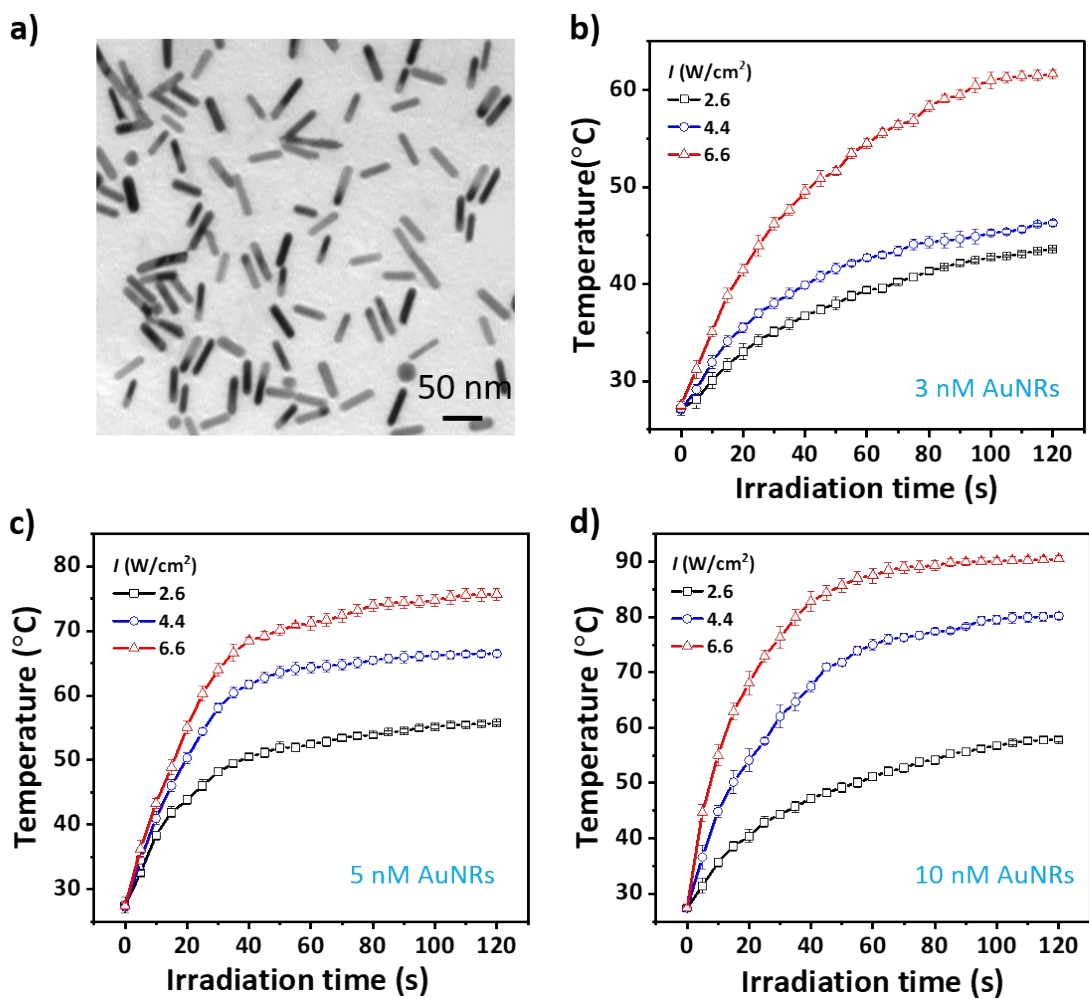 a)
50 nm
b)
I (W/cm²)
2.6
4.4
6.6
60
50
40
30
Temperature(°C)
3 nM AuNRs
0 20 40 60 80 100 120
Irradiation time (s)
c)
I (W/cm²)
2.6
4.4
6.6
80
70
60
50
40
30
Temperature (°C)
5 nM AuNRs
0 20 40 60 80 100 120
Irradiation time (s)
d)
I (W/cm²)
2.6
4.4
6.6
90
80
70
60
50
40
30
Temperature (°C)
10 nM AuNRs
0 20 40 60 80 100 120
Irradiation time (s)